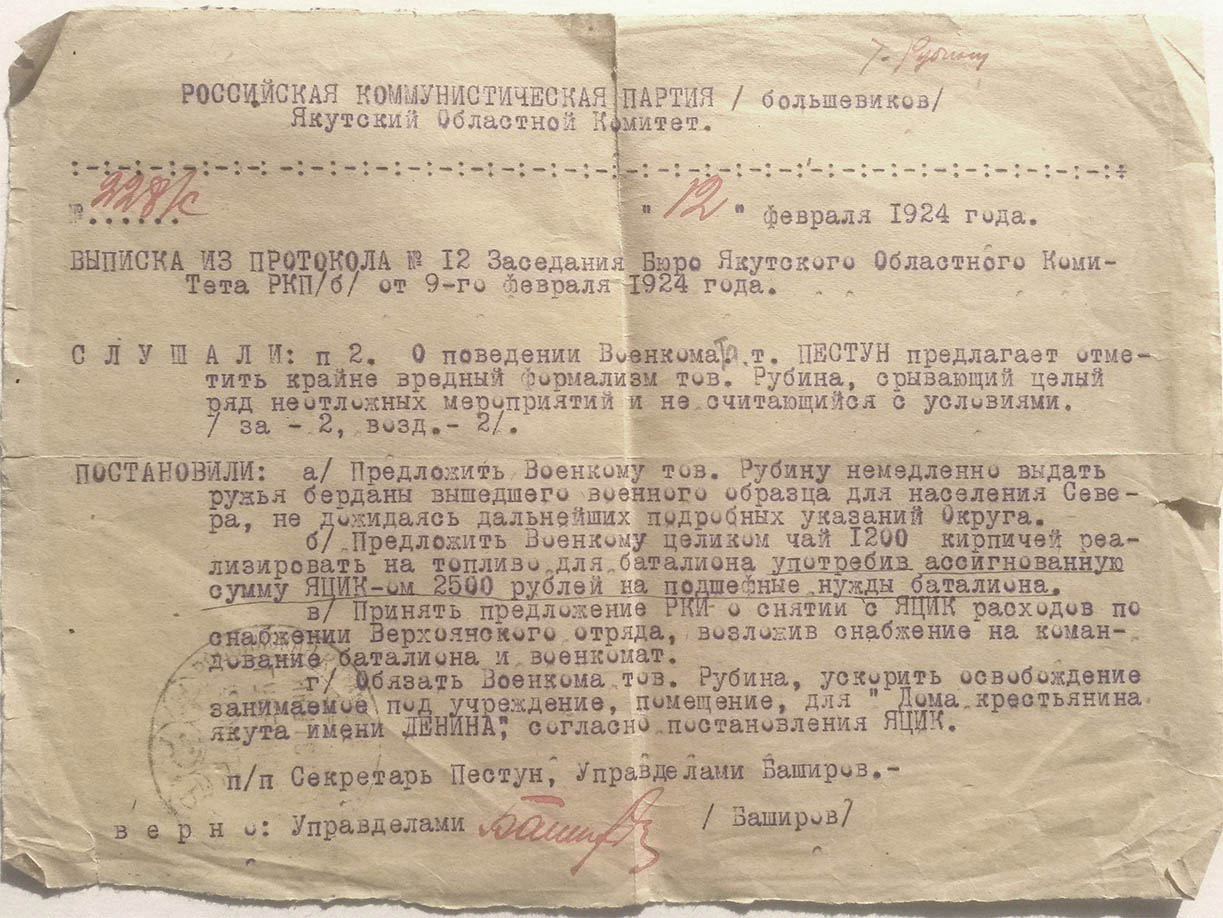 т. Рубину
РОССИЙСКАЯ КОММУНИСТИЧЕСКАЯ ПАРТИЯ / большевиков/
Якутский Областной Комитет.
№ 228/с
" 12 " февраля 1924 года.
ВЫПИСКА ИЗ ПРОТОКОЛА № 12 Заседания Бюро Якутского Областного Коми-
Тета РКП/б/ от 9-го февраля 1924 года.
С Л У Ш А Л И: п 2. О поведении Военкомата. т. ПЕСТУН предлагает отме-
тить крайне вредный формализм тов. Рубина, срывающий целый
ряд неотложных мероприятий и не считающийся с условиями.
/ за - 2, возд.- 2/.
ПОСТАНОВИЛИ: а/ Предложить Военкому тов. Рубину немедленно выдать
ружья берданы вышедшего военного образца для населения Севе-
ра, не дожидаясь дальнейших подробных указаний Округа.
б/ Предложить Военкому целиком чай 1200 кирпичей реа-
лизировать на топливо для баталиона употребив ассигнованную
сумму ЯЦИК-ом 2500 рублей на подшефные нужды баталиона.
в/ Принять предложение РКИ о снятии с ЯЦИК расходов по
снабжении Верхоянского отряда, возложив снабжение на коман-
дование баталиона и военкомат.
г/ Обязать Военкома тов. Рубина, ускорить освобождение
занимаемое под учреждение, помещение, для " Дома крестьянина
якута имени ЛЕНИНА", согласно постановления ЯЦИК.
п/п Секретарь Пестун, Управделами Баширов.-
в е р н о: Управделами Баширов / Баширов/